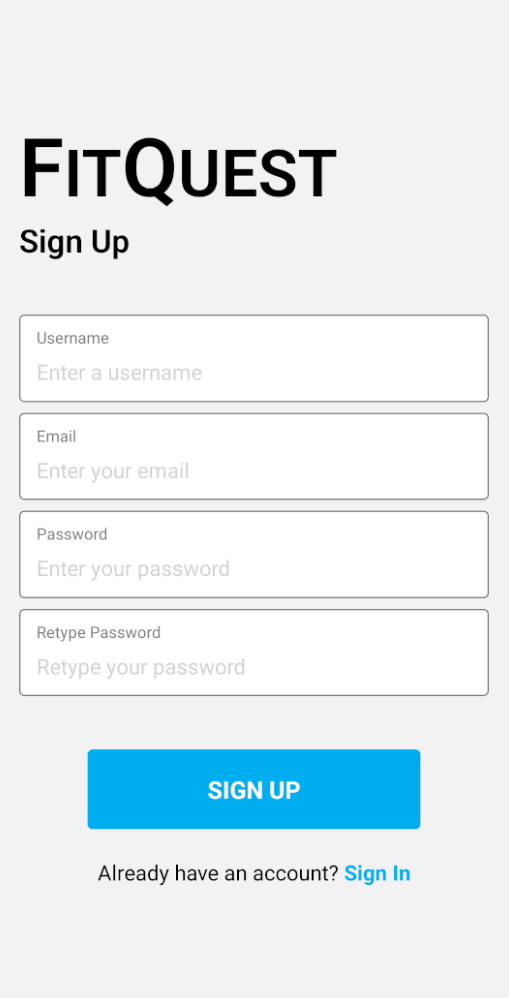 FITQUEST
Sign Up
Username
Enter a username
Email
Enter your email
Password
Enter your password
Retype Password
Retype your password
SIGN UP
Already have an account? Sign In